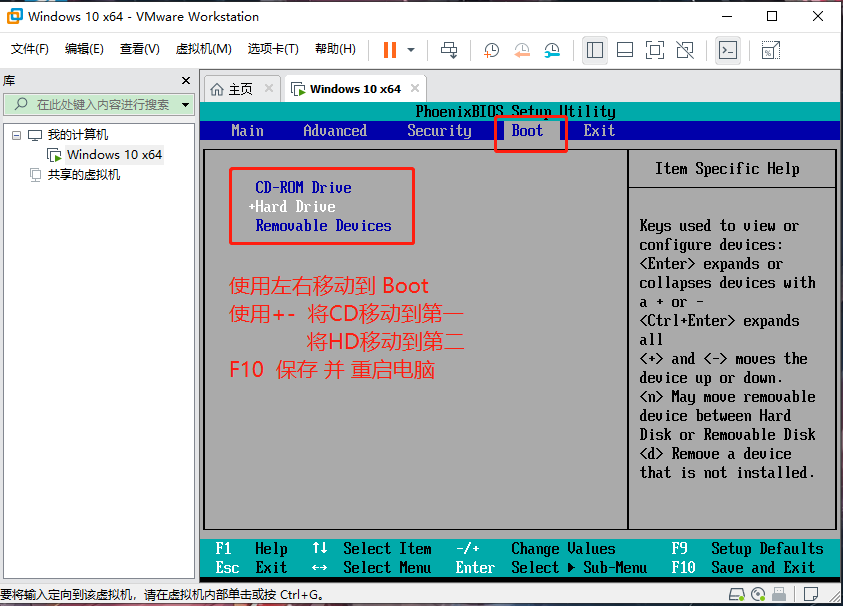 Windows 10 x64 - VMware Workstation
文件(F) 编辑(E) 查看(V) 虚拟机(M) 选项卡(T) 帮助(H)
库
在此处键入内容进行搜索
我的计算机
Windows 10 x64
共享的虚拟机
主页
Windows 10 x64
PhoenixBIOS Setup Utility
Main Advanced Security Boot Exit
CD-ROM Drive
+Hard Drive
Removable Devices
使用左右移动到 Boot
使用+- 将CD移动到第一
将HD移动到第二
F10 保存 并 重启电脑
Item Specific Help
Keys used to view or
configure devices:
<Enter> expands or
collapses devices with
a + or -
<Ctrl+Enter> expands
all
<+> and <-> moves the
device up or down.
<n> May move removable
device between Hard
Disk or Removable Disk
<d> Remove a device
that is not installed.
F1 Help ↑↓ Select Item -/+ Change Values F9 Setup Defaults
Esc Exit ↔ Select Menu Enter Select ▶ Sub-Menu F10 Save and Exit
要将输入定向到该虚拟机，请在虚拟机内部单击或按 Ctrl+G。